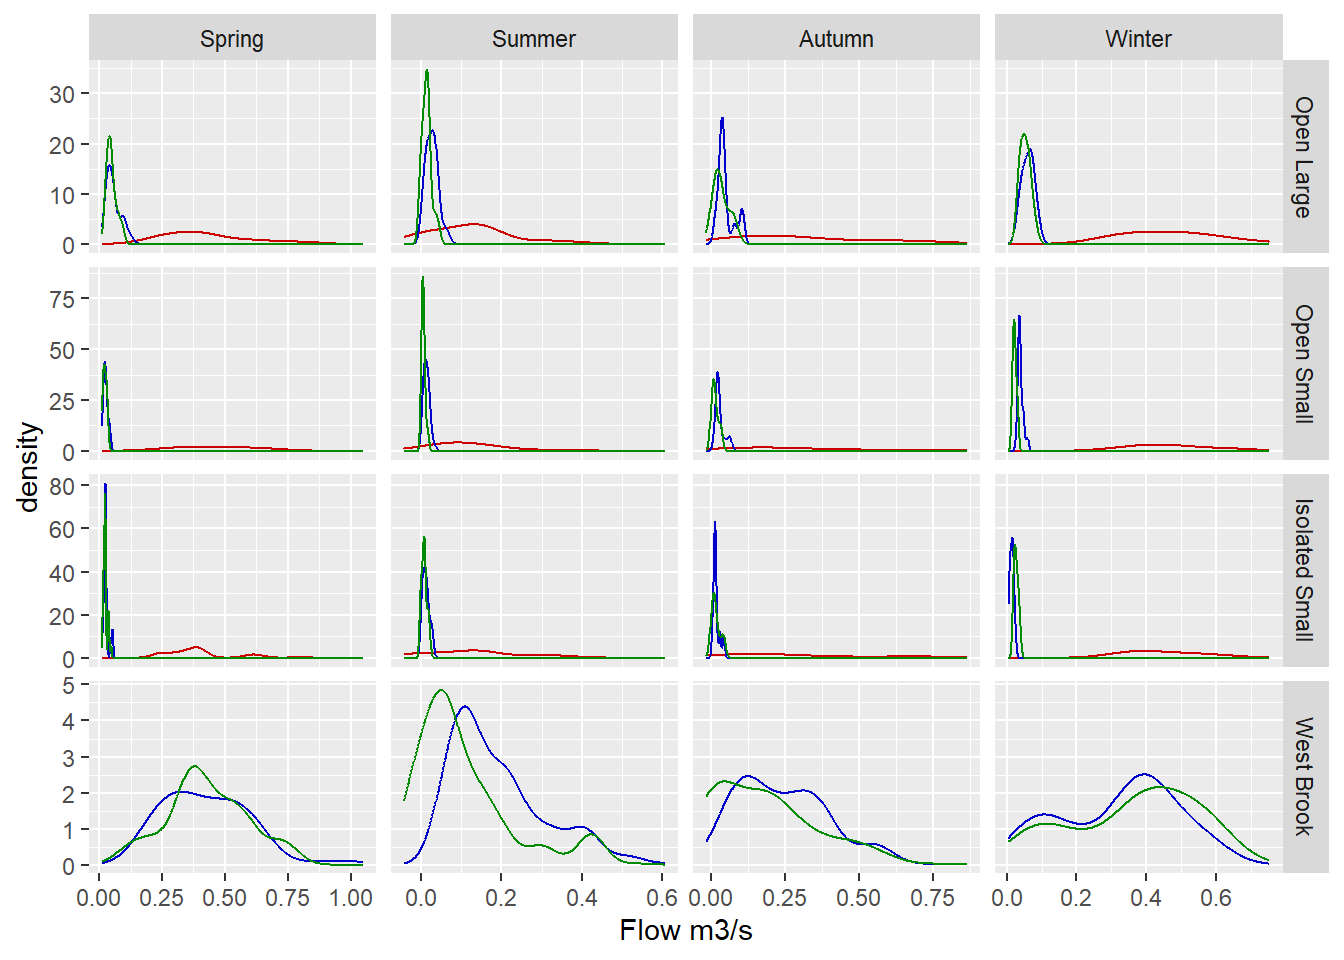 Spring Summer Autumn Winter
30
20
10
0
Open Large
75
50
25
0
Open Small
80
60
40
20
0
Isolated Small
5
4
3
2
1
0
West Brook
density
0.00 0.25 0.50 0.75 1.00 0.0 0.2 0.4 0.6 0.00 0.25 0.50 0.75 0.0 0.2 0.4 0.6
Flow m3/s